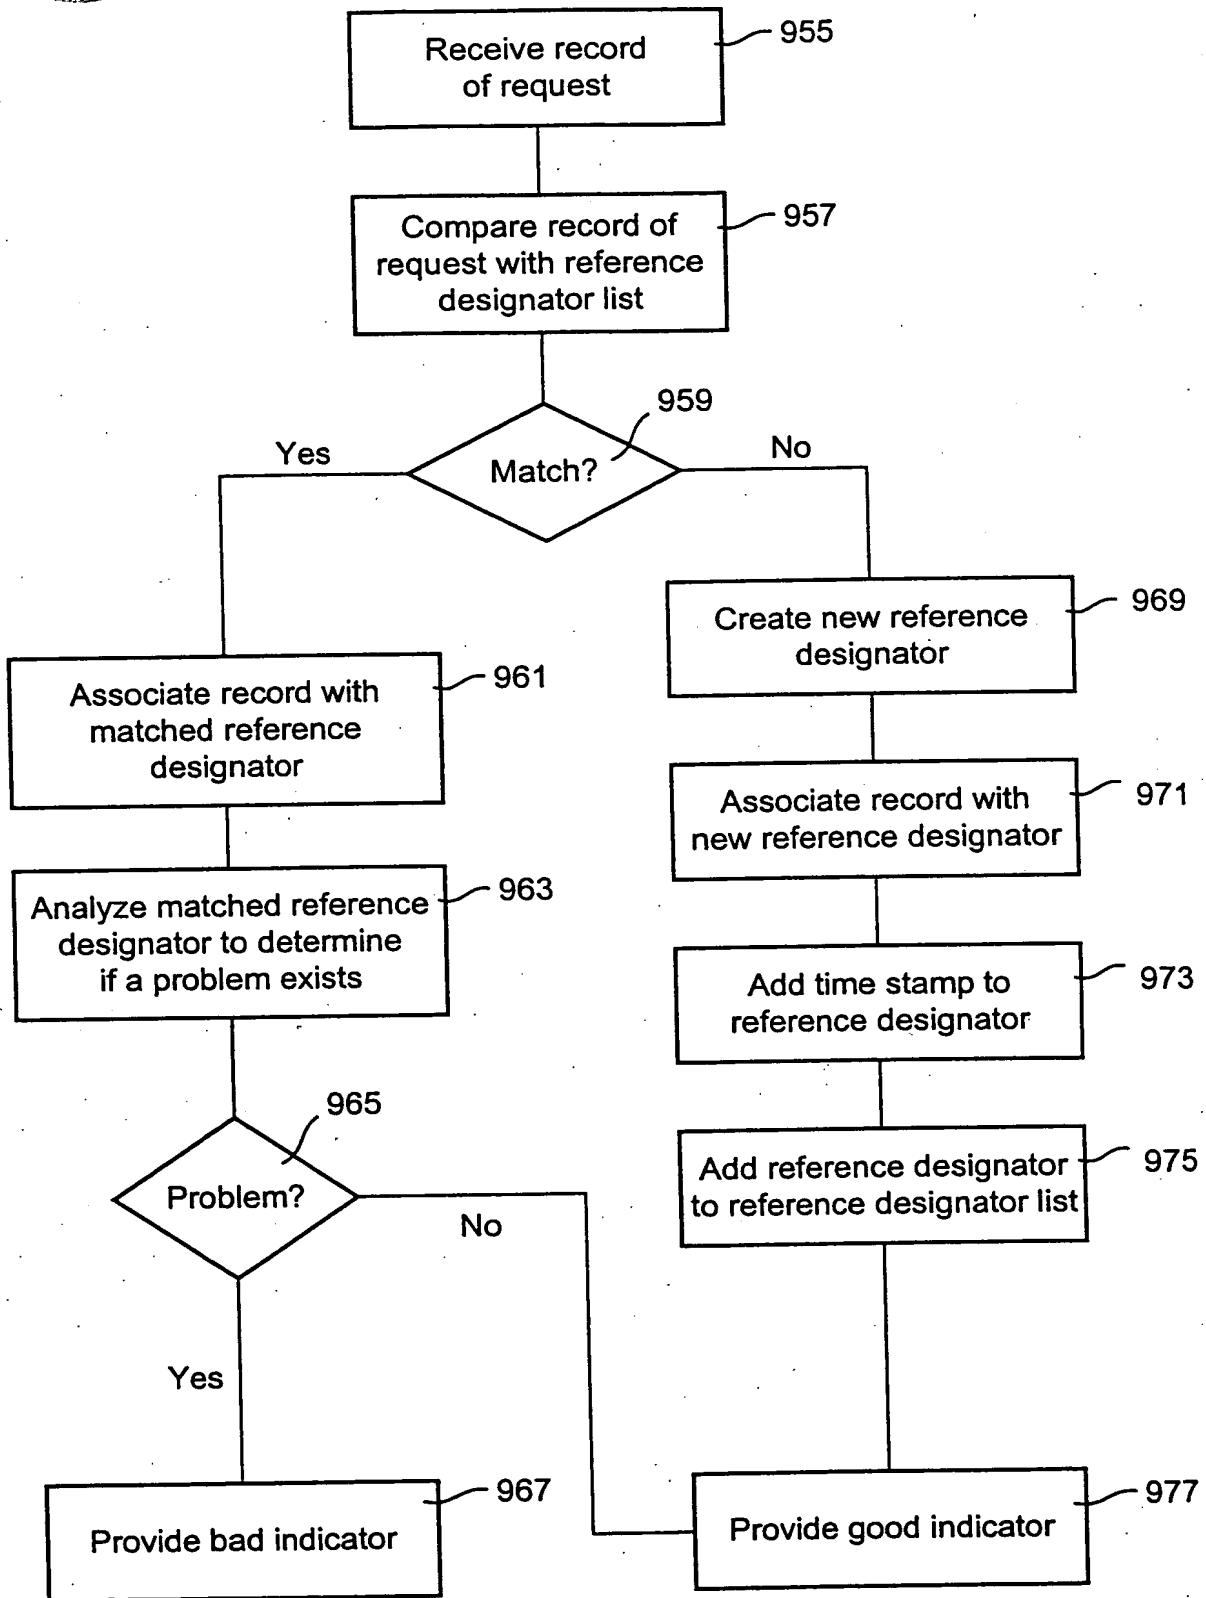 Receive record
of request
955
Compare record of
request with reference
designator list
957
959
Match?
Yes
No
Create new reference
designator
969
Associate record with
matched reference
designator
961
Associate record with
new reference designator
971
Analyze matched reference
designator to determine
if a problem exists
963
Add time stamp to
reference designator
973
965
Problem?
No
Yes
Add reference designator
to reference designator list
975
Provide bad indicator
967
Provide good indicator
977